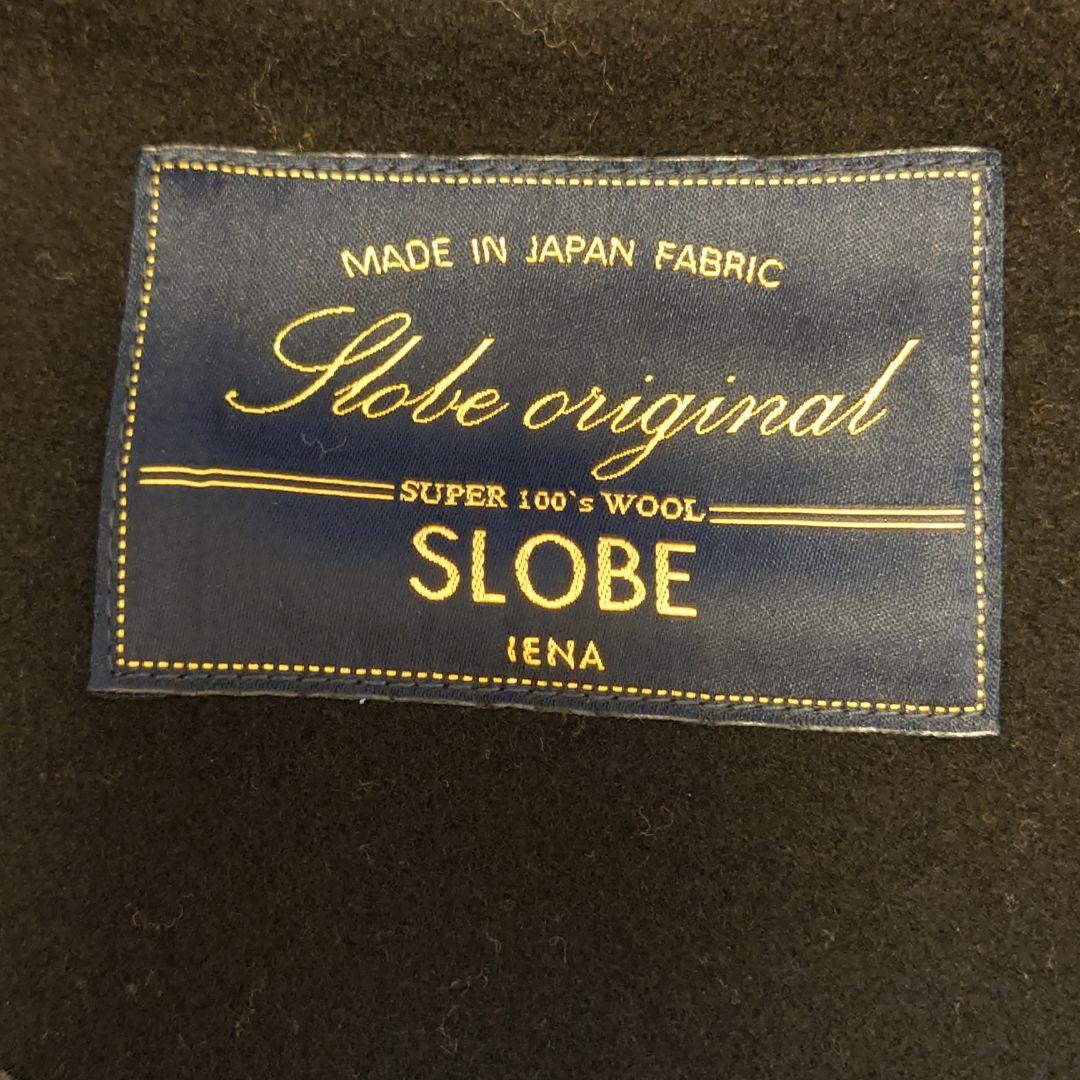 MADE IN JAPAN FABRIC
Slobe original
SUPER 100`s WOOL
SLOBE
IENA